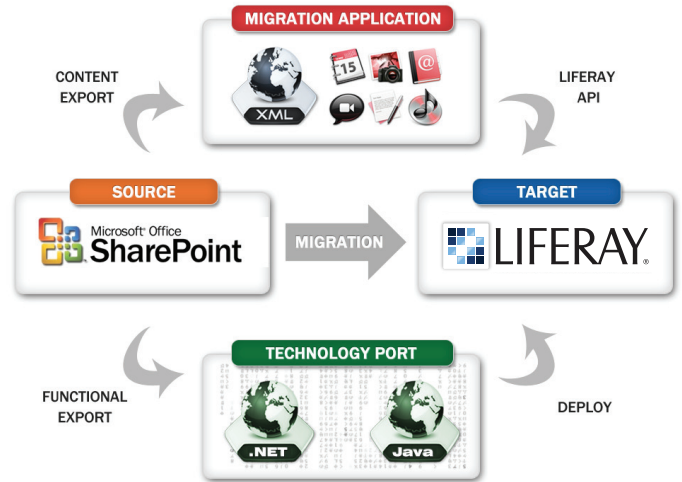 MIGRATION APPLICATION
15
@
XML
CONTENT
EXPORT
LIFERAY
API
SOURCE
Microsoft® Office
SharePoint
MIGRATION
TARGET
LIFERAY®
TECHNOLOGY PORT
.NET
Java
FUNCTIONAL
EXPORT
DEPLOY